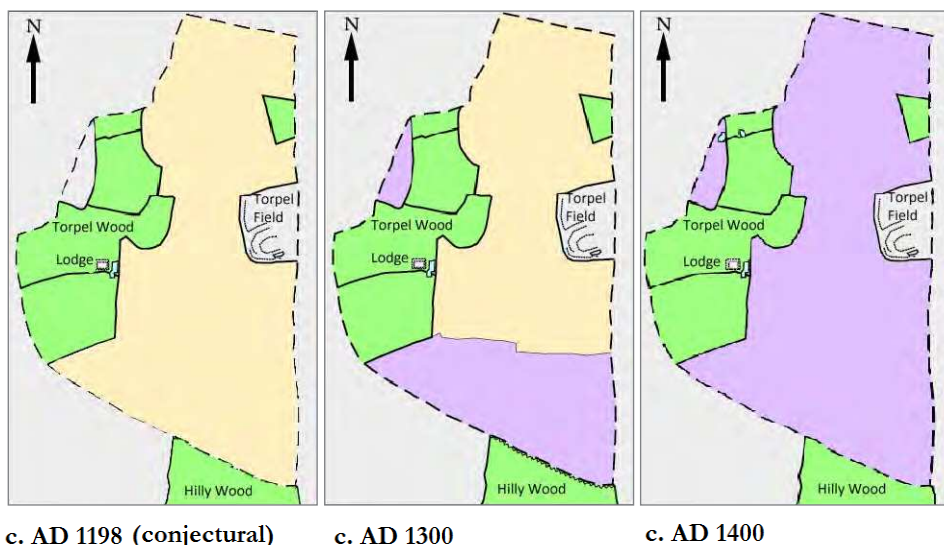 N
Torpel
Field
Torpel Wood
Lodge
Hilly Wood
c. AD 1198 (conjectural)
N
Torpel
Field
Torpel Wood
Lodge
Hilly Wood
c. AD 1300
N
Torpel
Field
Torpel Wood
Lodge
Hilly Wood
c. AD 1400